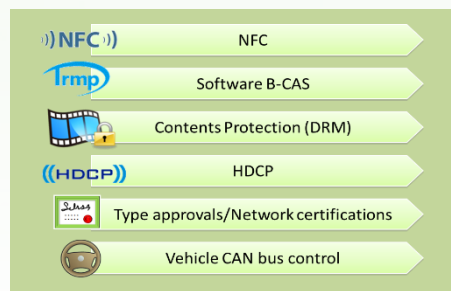 NFC NFC
Trmp Software B-CAS
Contents Protection (DRM)
((HDCP)) HDCP
Type approvals/Network certifications
Vehicle CAN bus control